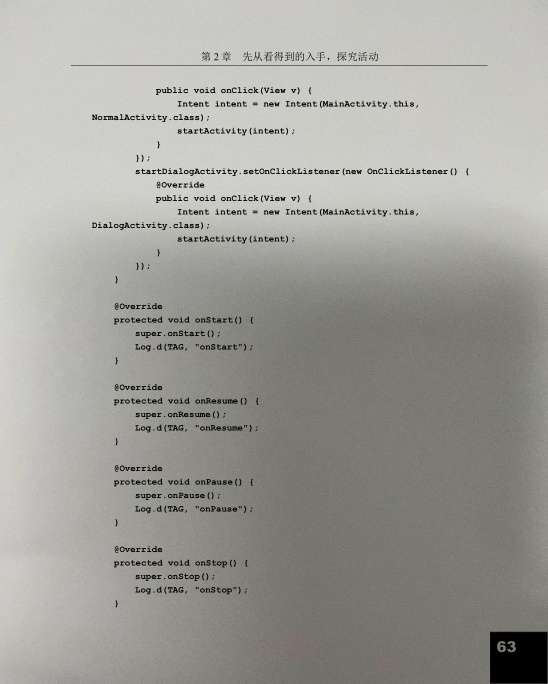 第 2 章 先从看得到的入手，探究活动
public void onClick(View v) {
Intent intent = new Intent(MainActivity.this,
NormalActivity.class);
startActivity(intent);
}
});
startDialogActivity.setOnClickListener(new OnClickListener() {
@Override
public void onClick(View v) {
Intent intent = new Intent(MainActivity.this,
DialogActivity.class);
startActivity(intent);
}
});
}
@Override
protected void onStart() {
super.onStart();
Log.d(TAG, "onStart");
}
@Override
protected void onResume() {
super.onResume();
Log.d(TAG, "onResume");
}
@Override
protected void onPause() {
super.onPause();
Log.d(TAG, "onPause");
}
@Override
protected void onStop() {
super.onStop();
Log.d(TAG, "onStop");
}
63